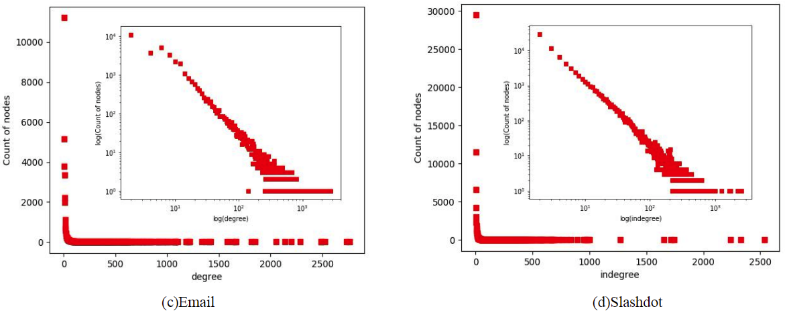 Count of nodes
10000
8000
6000
4000
2000
0
log(Count of nodes)
10⁴
10³
10²
10¹
10⁰
10¹ 10² 10³
log(degree)
0 500 1000 1500 2000 2500
degree
(c)Email
Count of nodes
30000
25000
20000
15000
10000
5000
0
log(Count of nodes)
10⁴
10³
10²
10¹
10⁰
10¹ 10² 10³
log(indegree)
0 500 1000 1500 2000 2500
indegree
(d)Slashdot